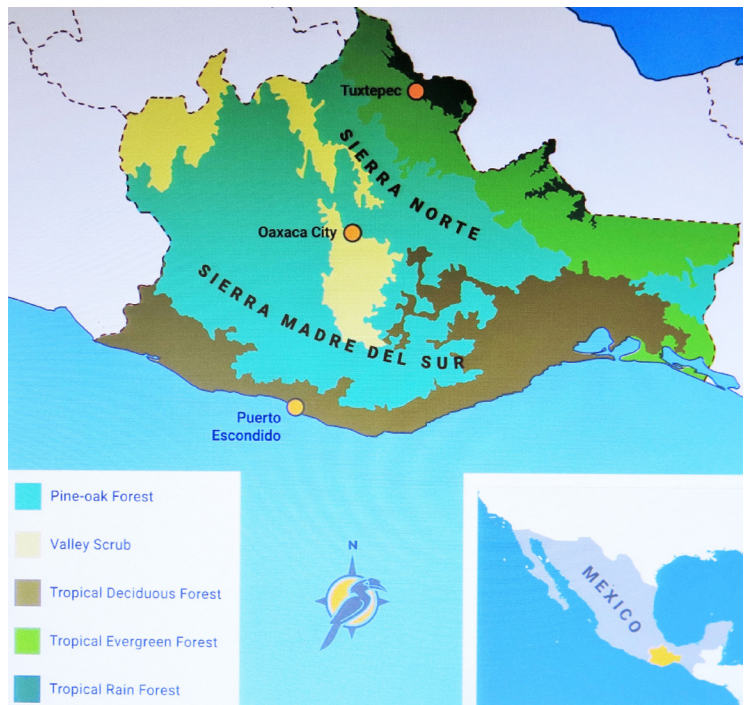 Tuxtepec
SIERRA NORTE
Oaxaca City
SIERRA MADRE DEL SUR
Puerto
Escondido
Pine-oak Forest
Valley Scrub
Tropical Deciduous Forest
Tropical Evergreen Forest
Tropical Rain Forest
N
MEXICO